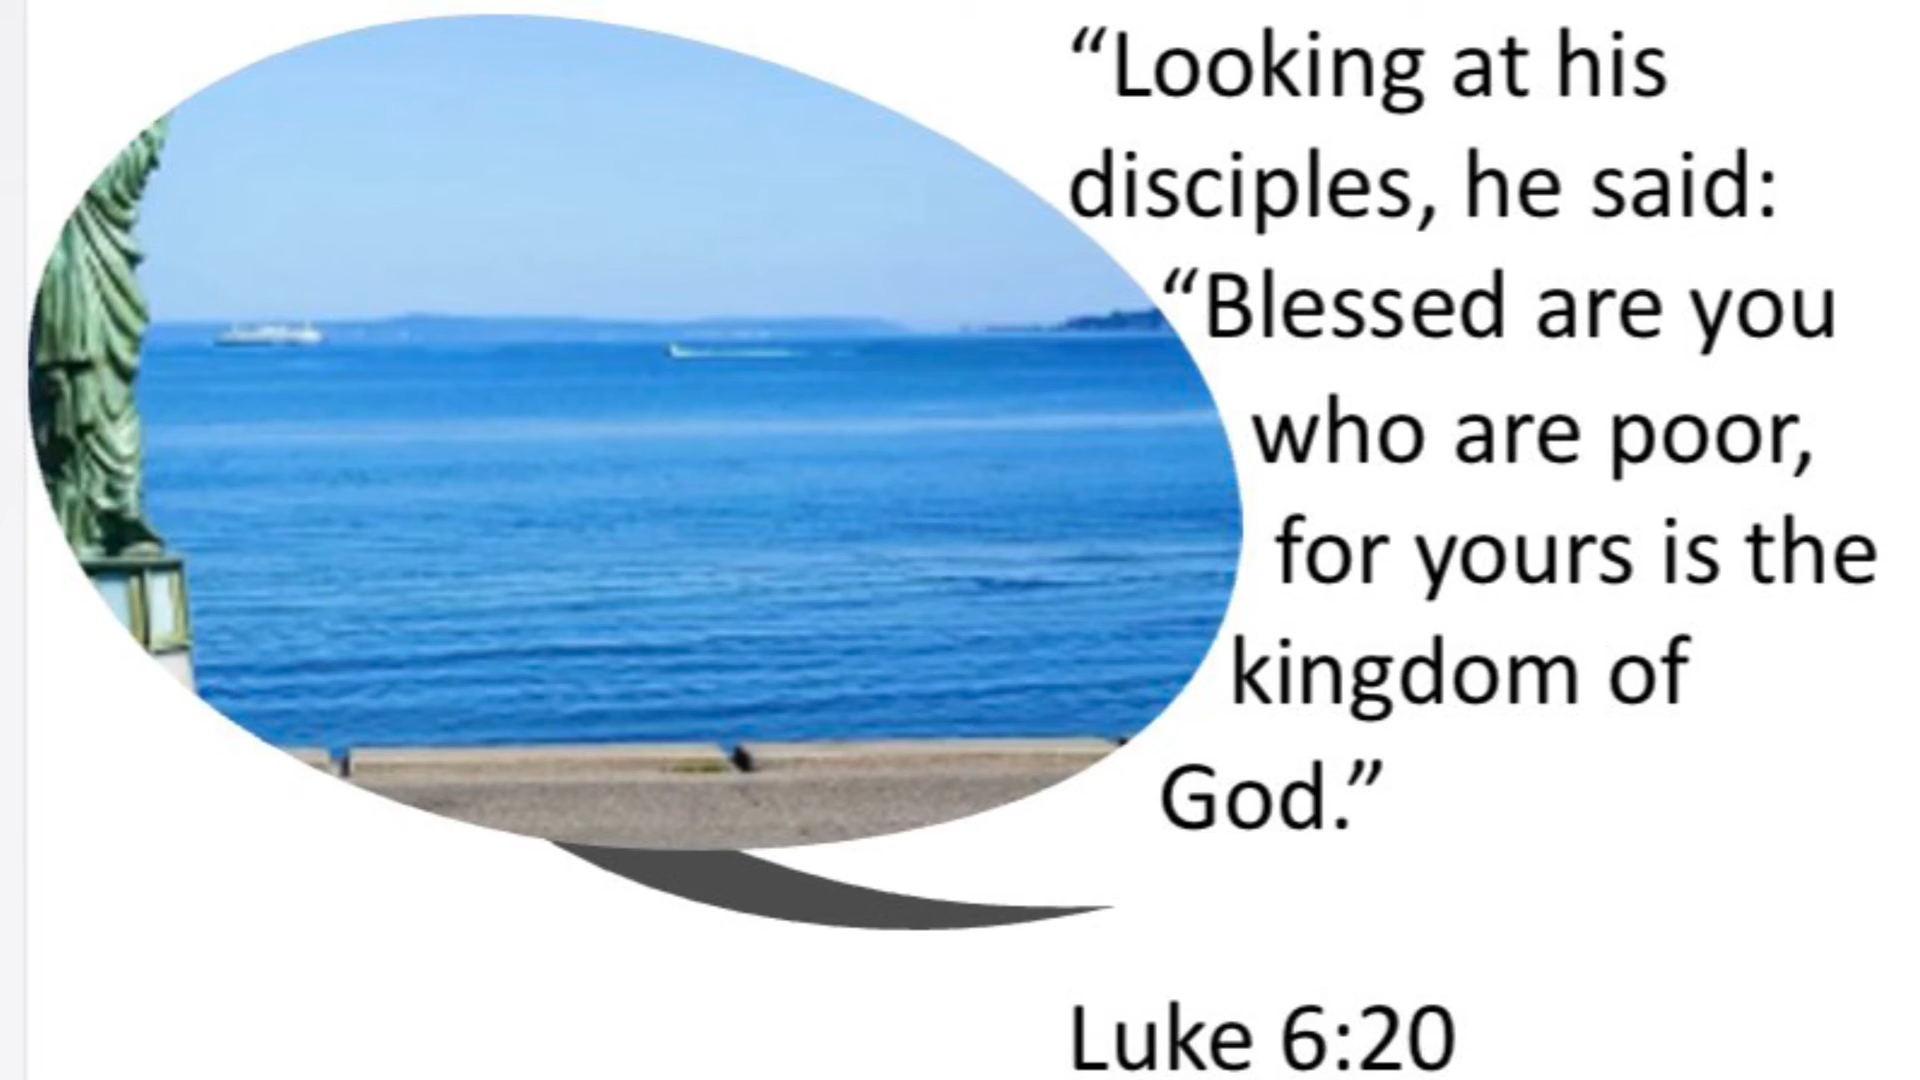 “Looking at his
disciples, he said:
“Blessed are you
who are poor,
for yours is the
kingdom of
God.”
Luke 6:20